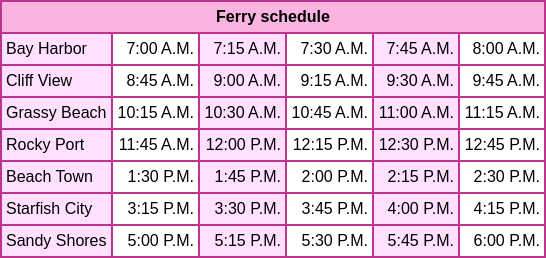 Ferry schedule
Bay Harbor 7:00 A.M. 7:15 A.M. 7:30 A.M. 7:45 A.M. 8:00 A.M.
Cliff View 8:45 A.M. 9:00 A.M. 9:15 A.M. 9:30 A.M. 9:45 A.M.
Grassy Beach 10:15 A.M. 10:30 A.M. 10:45 A.M. 11:00 A.M. 11:15 A.M.
Rocky Port 11:45 A.M. 12:00 P.M. 12:15 P.M. 12:30 P.M. 12:45 P.M.
Beach Town 1:30 P.M. 1:45 P.M. 2:00 P.M. 2:15 P.M. 2:30 P.M.
Starfish City 3:15 P.M. 3:30 P.M. 3:45 P.M. 4:00 P.M. 4:15 P.M.
Sandy Shores 5:00 P.M. 5:15 P.M. 5:30 P.M. 5:45 P.M. 6:00 P.M.